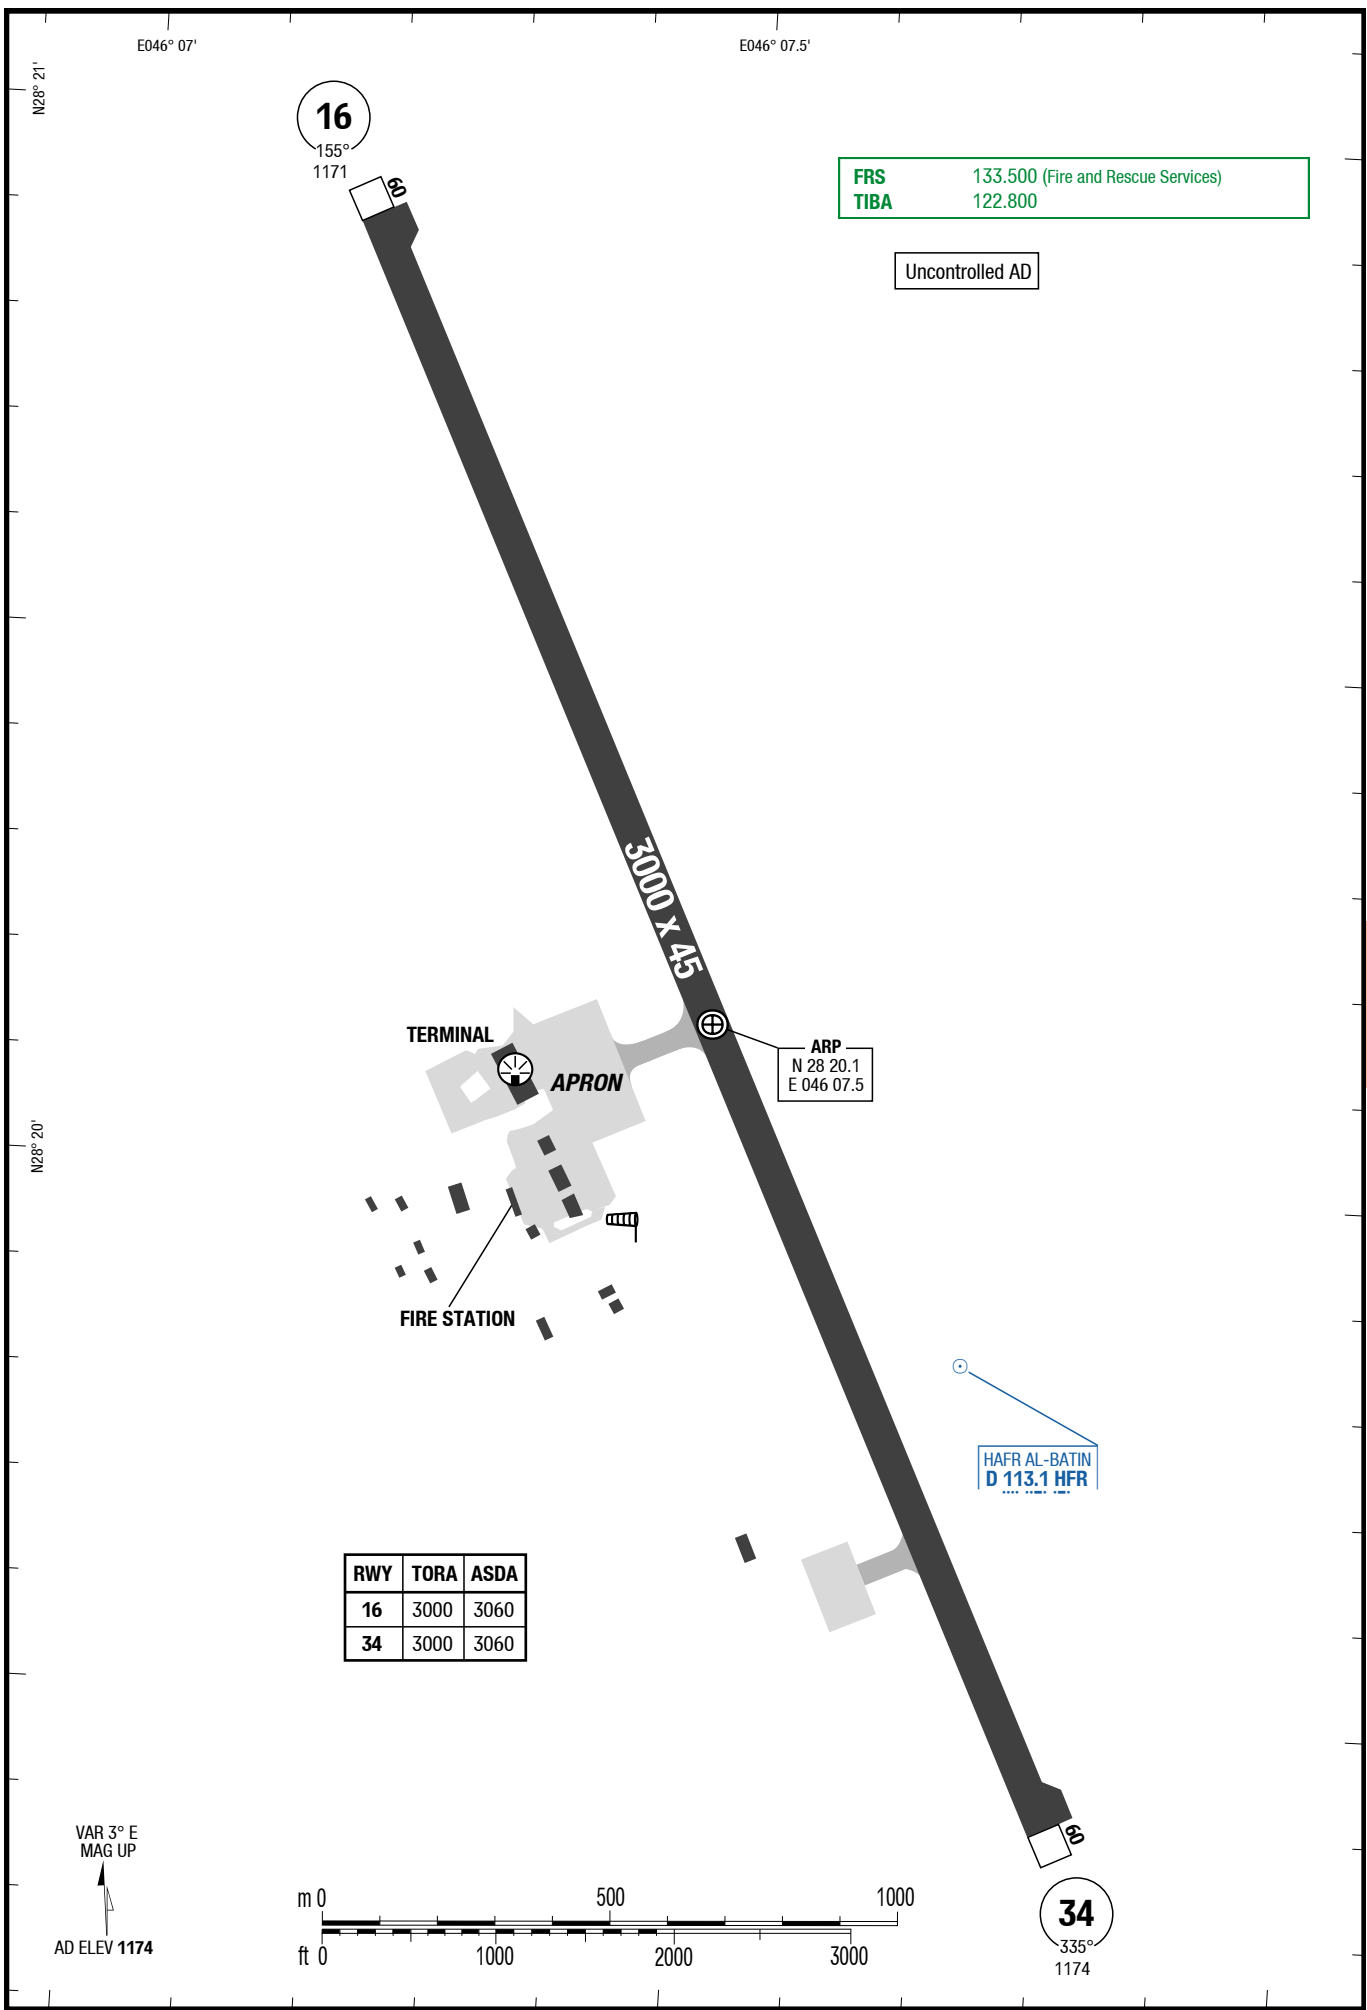 E046° 07'
E046° 07.5'
N28° 21'
16
155°
1171
60
FRS 133.500 (Fire and Rescue Services)
TIBA 122.800
Uncontrolled AD
3000 x 45
TERMINAL
APRON
ARP
N 28 20.1
E 046 07.5
N28° 20'
FIRE STATION
HAFR AL-BATIN
D 113.1 HFR
RWY TORA ASDA
16 3000 3060
34 3000 3060
60
VAR 3° E
MAG UP
AD ELEV 1174
m 0 500 1000
ft 0 1000 2000 3000
34
335°
1174